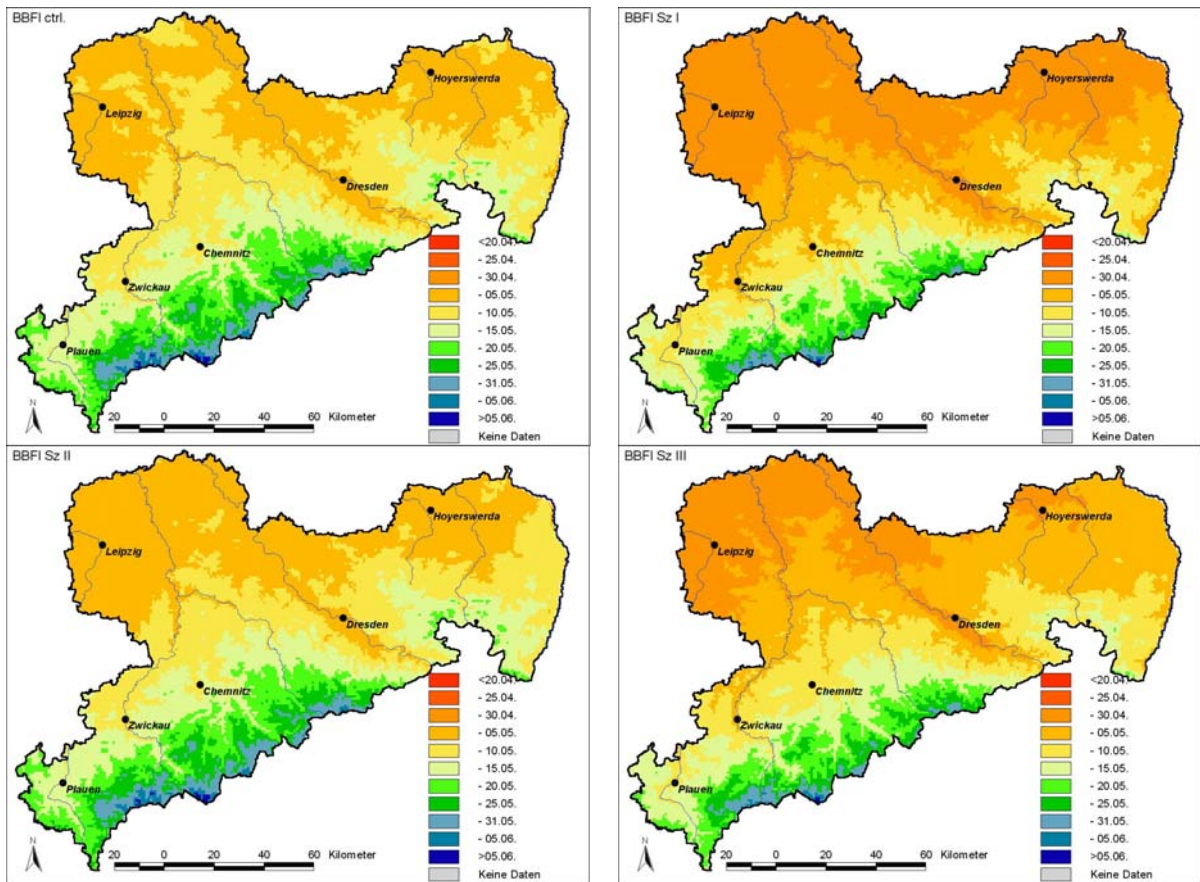 BBFI ctrl.
Hoyerswerda
Leipzig
Dresden
Chemnitz
Zwickau
Plauen
<20.04.
- 25.04.
- 30.04.
- 05.05.
- 10.05.
- 15.05.
- 20.05.
- 25.05.
- 31.05.
- 05.06.
>05.06.
Keine Daten
N
20 0 20 40 60 Kilometer
BBFI Sz I
Hoyerswerda
Leipzig
Dresden
Chemnitz
Zwickau
Plauen
<20.04.
- 25.04.
- 30.04.
- 05.05.
- 10.05.
- 15.05.
- 20.05.
- 25.05.
- 31.05.
- 05.06.
>05.06.
Keine Daten
N
20 0 20 40 60 Kilometer
BBFI Sz II
Hoyerswerda
Leipzig
Dresden
Chemnitz
Zwickau
Plauen
<20.04.
- 25.04.
- 30.04.
- 05.05.
- 10.05.
- 15.05.
- 20.05.
- 25.05.
- 31.05.
- 05.06.
>05.06.
Keine Daten
N
20 0 20 40 60 Kilometer
BBFI Sz III
Hoyerswerda
Leipzig
Dresden
Chemnitz
Zwickau
Plauen
<20.04.
- 25.04.
- 30.04.
- 05.05.
- 10.05.
- 15.05.
- 20.05.
- 25.05.
- 31.05.
- 05.06.
>05.06.
Keine Daten
N
20 0 20 40 60 Kilometer